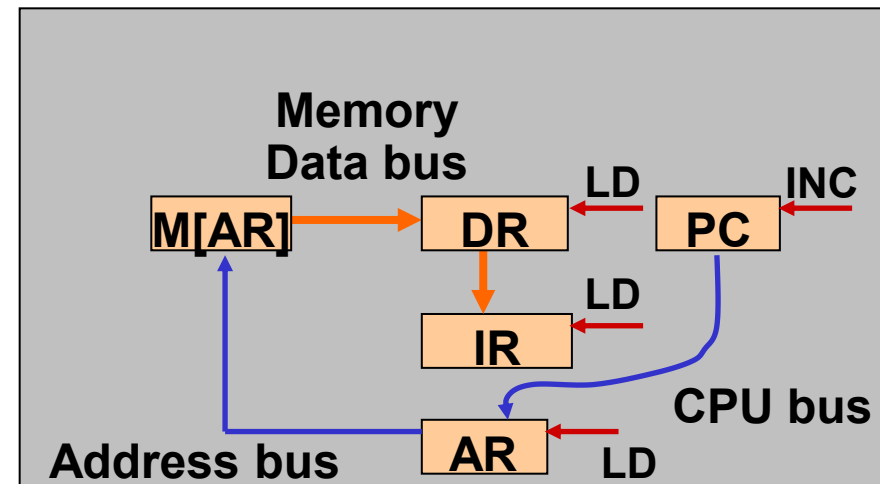 Memory
Data bus
LD
INC
M[AR]
DR
PC
LD
IR
CPU bus
AR
Address bus
LD